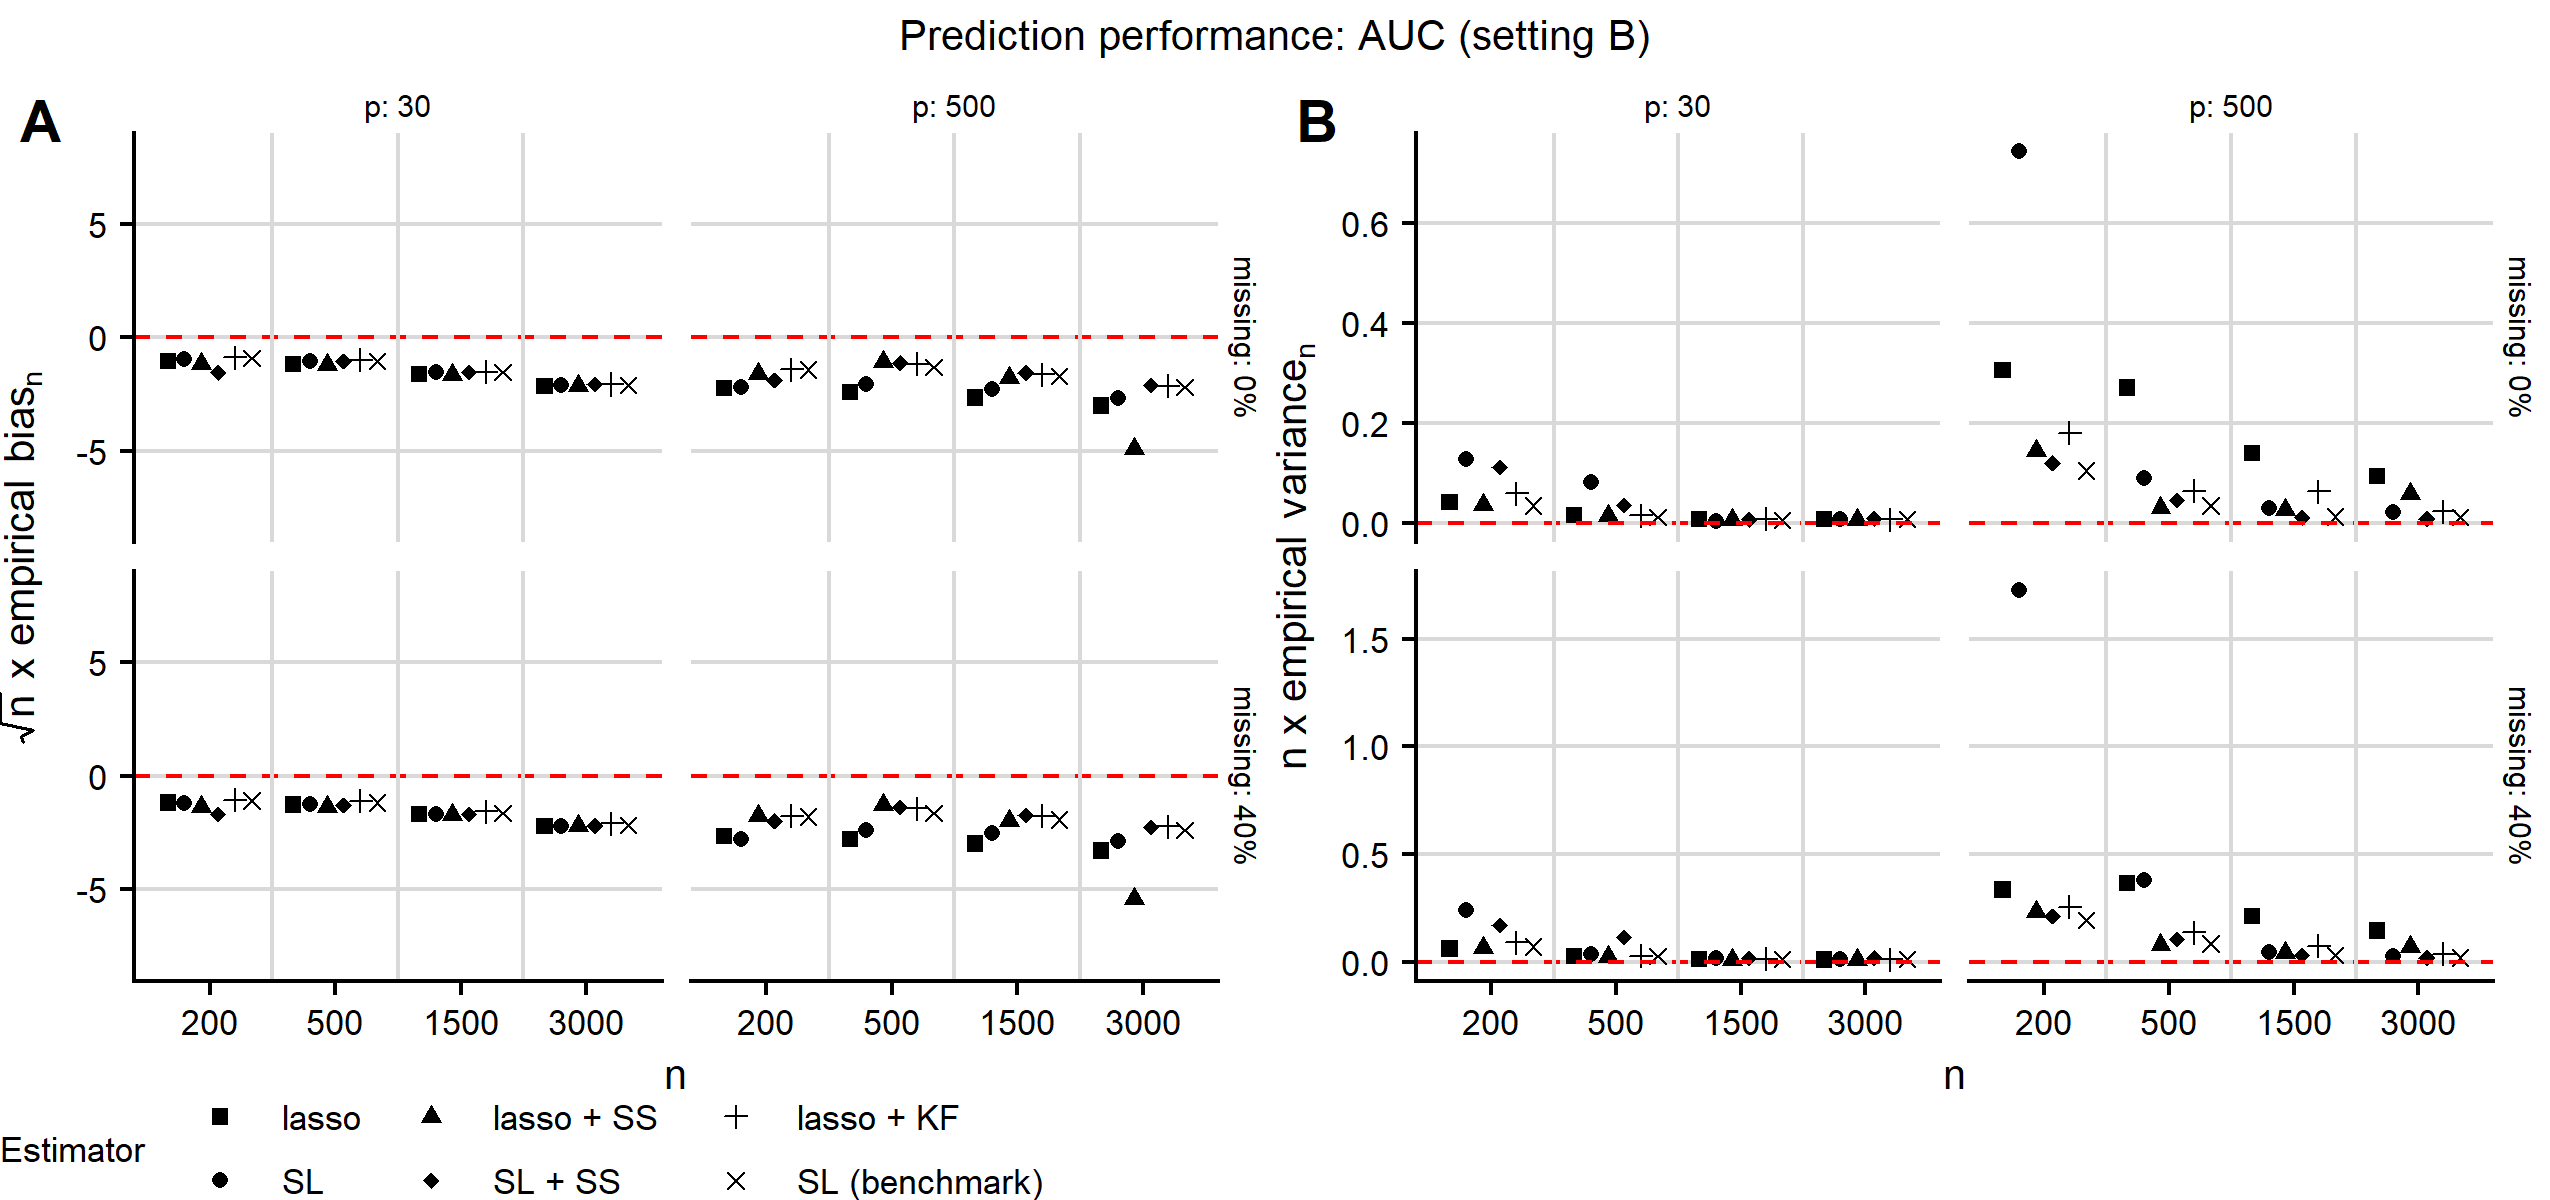 Prediction performance: AUC (setting B)
A
p: 30
p: 500
5
0
-5
missing: 0%
5
0
-5
missing: 40%
√n x empirical biasₙ
200 500 1500 3000
200 500 1500 3000
n
B
p: 30
p: 500
0.6
0.4
0.2
0.0
missing: 0%
1.5
1.0
0.5
0.0
missing: 40%
n x empirical varianceₙ
200 500 1500 3000
200 500 1500 3000
n
Estimator
lasso
lasso + SS
lasso + KF
SL
SL + SS
SL (benchmark)